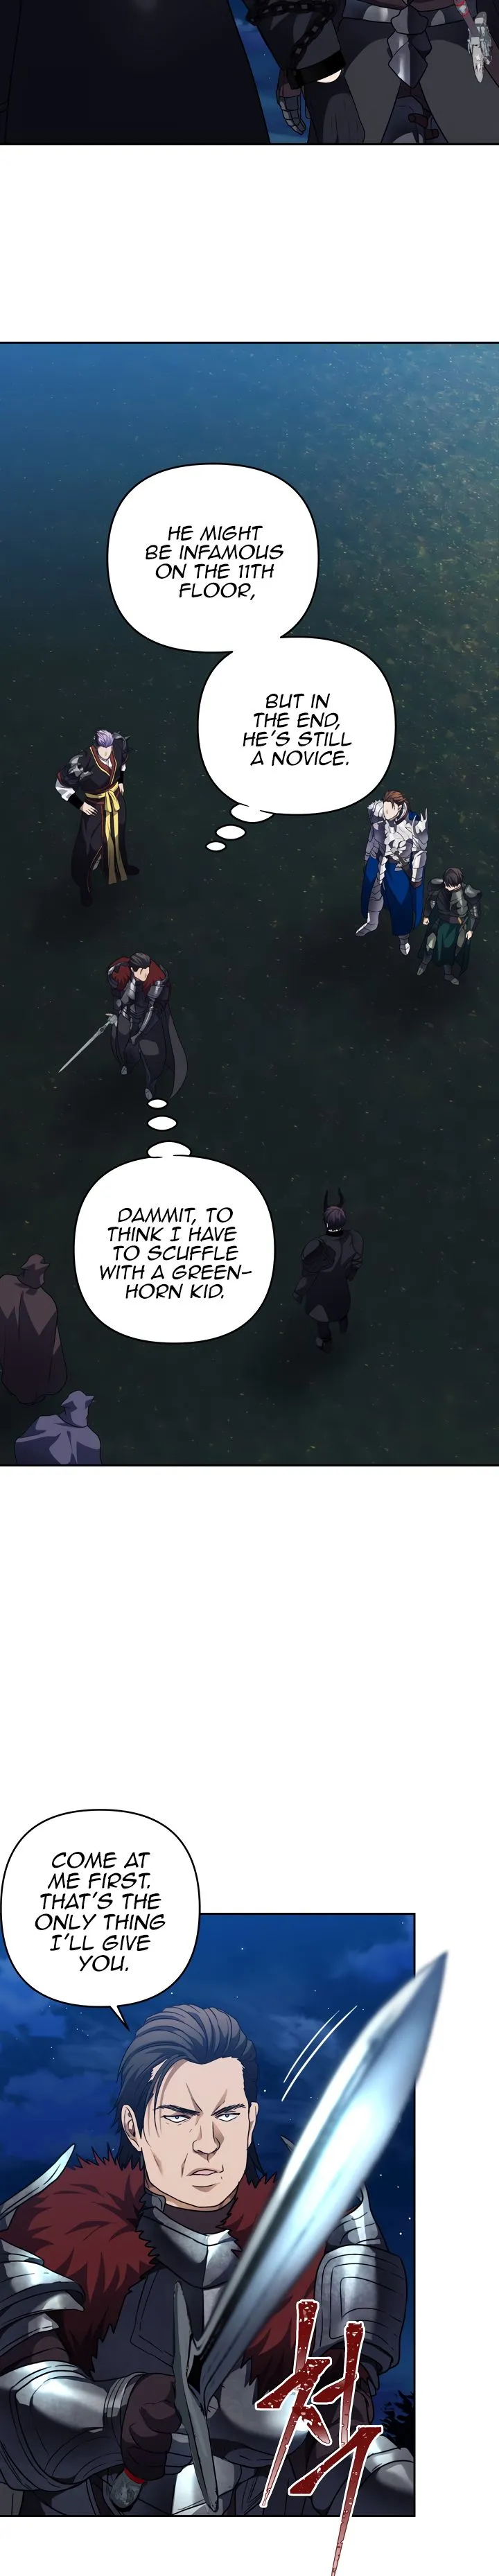 HE MIGHT
BE INFAMOUS
ON THE 11TH
FLOOR,
BUT IN
THE END,
HE'S STILL
A NOVICE.
DAMMIT, TO
THINK I HAVE
TO SCUFFLE
WITH A GREEN-
HORN KID.
COME AT
ME FIRST.
THAT'S THE
ONLY THING
I'LL GIVE
YOU.
척